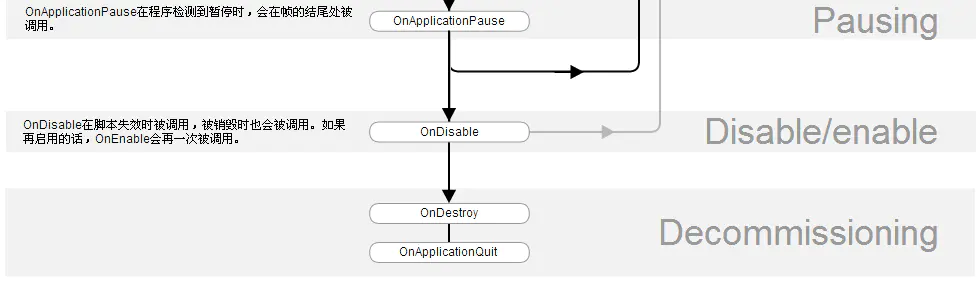 OnApplicationPause在程序检测到暂停时，会在帧的结尾处被
调用。
OnApplicationPause
Pausing
OnDisable在脚本失效时被调用，被销毁时也会被调用。如果
再启用的话，OnEnable会再一次被调用。
OnDisable
Disable/enable
OnDestroy
Decommissioning
OnApplicationQuit